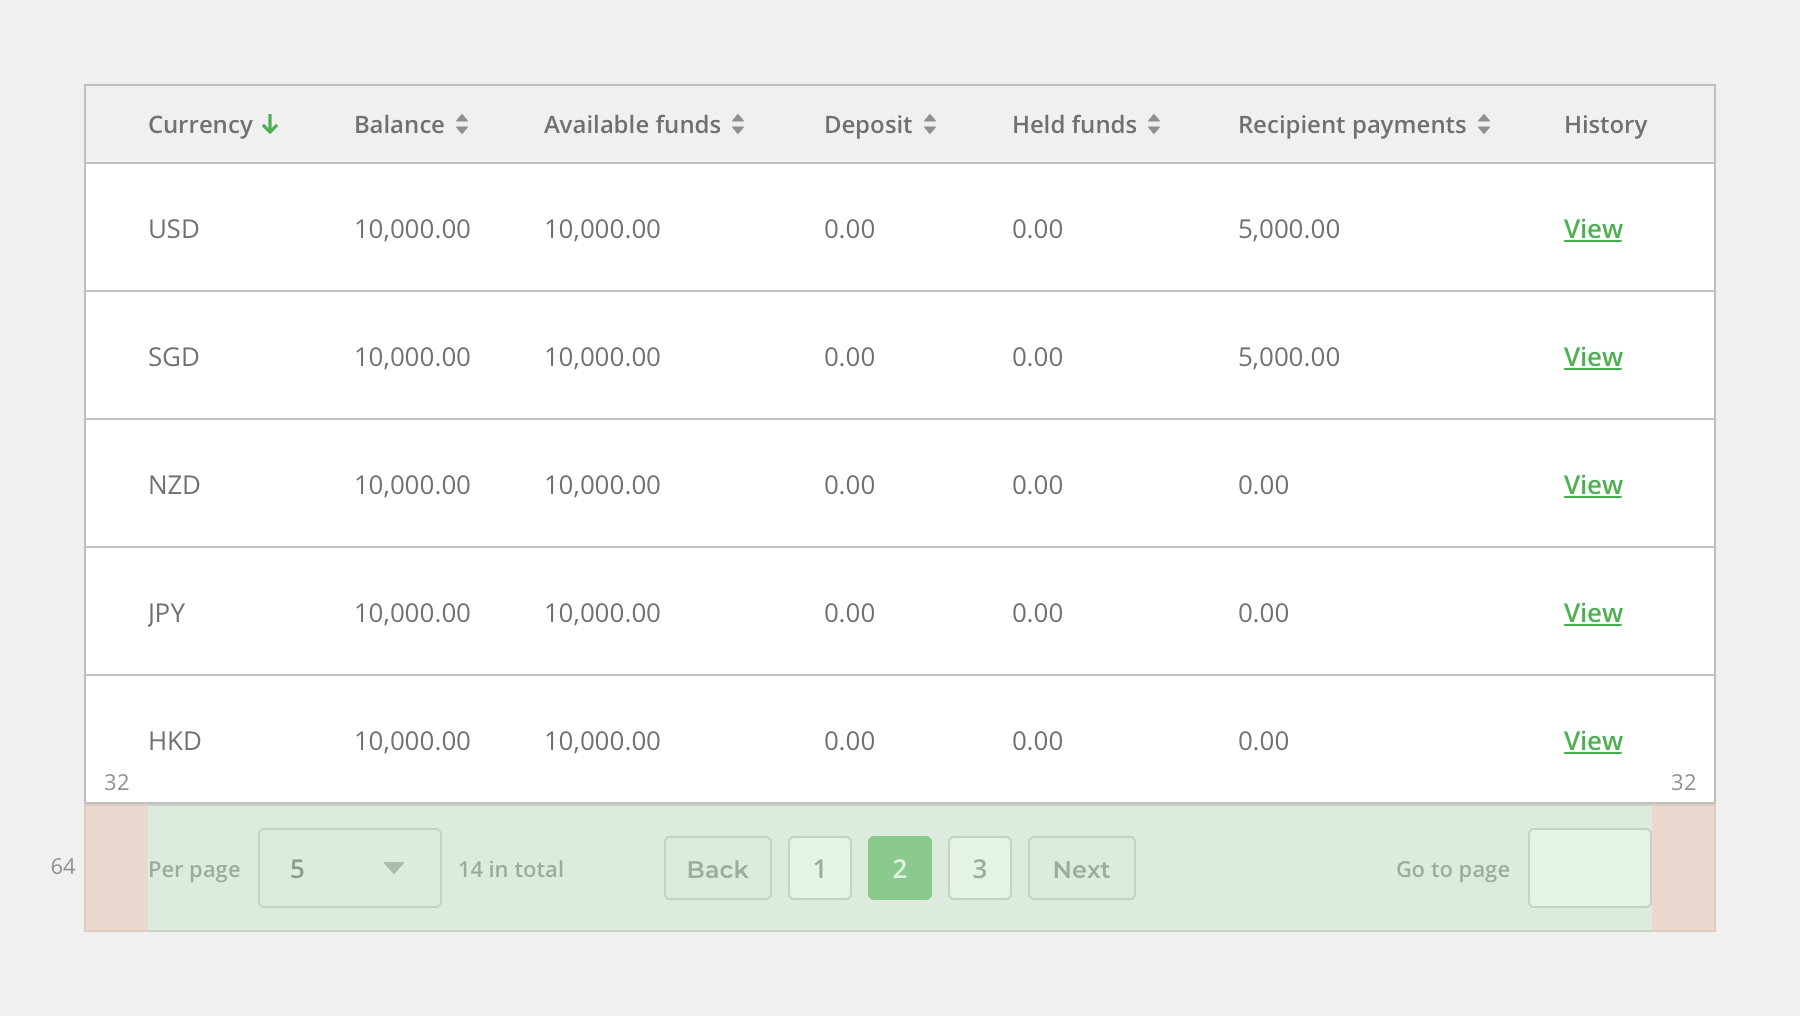 Currency Balance Available funds Deposit Held funds Recipient payments History
USD 10,000.00 10,000.00 0.00 0.00 5,000.00 View
SGD 10,000.00 10,000.00 0.00 0.00 5,000.00 View
NZD 10,000.00 10,000.00 0.00 0.00 0.00 View
JPY 10,000.00 10,000.00 0.00 0.00 0.00 View
HKD 10,000.00 10,000.00 0.00 0.00 0.00 View
32 32
64 Per page 5 14 in total Back 1 2 3 Next Go to page